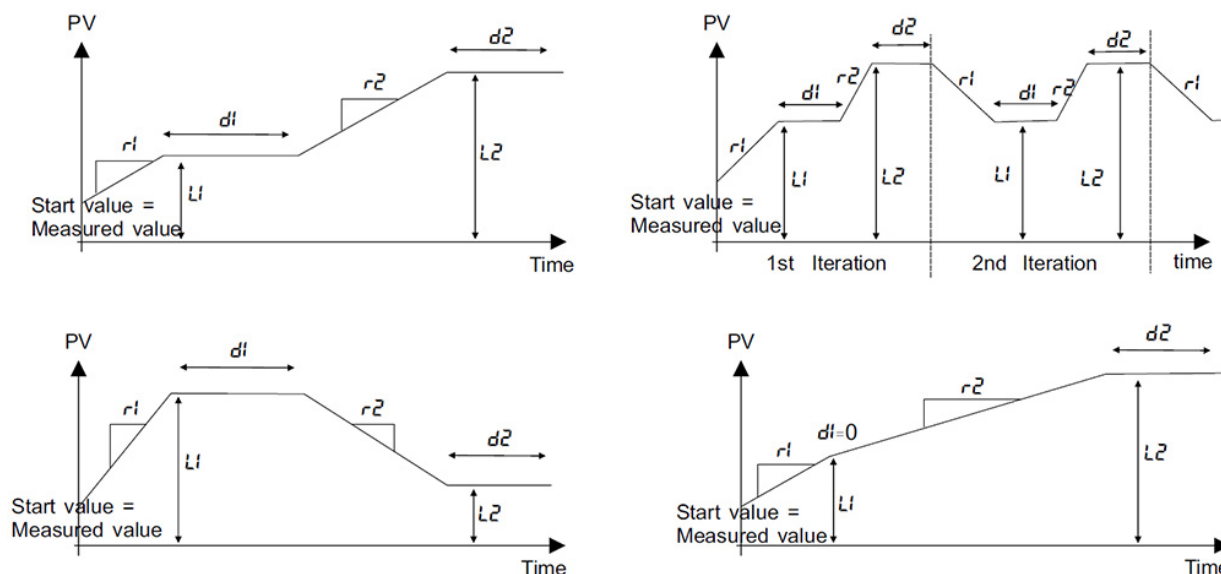 PV
d2
r2
d1
r1
L2
L1
Start value =
Measured value
Time
PV
d2
d2
r2
r1
d1
d1
r2
r1
r1
L1
L2
L1
L2
Start value =
Measured value
1st Iteration
2nd Iteration
time
PV
d1
r1
r2
d2
L1
L2
Start value =
Measured value
Time
PV
d2
r2
d1=0
r1
L2
L1
Start value =
Measured value
Time